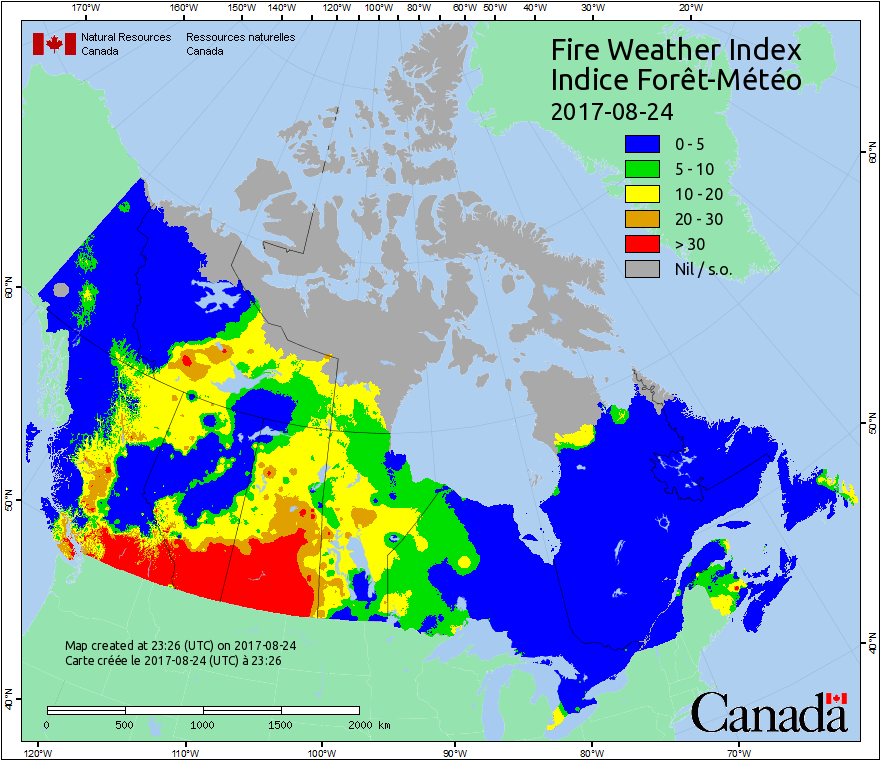 170°W 160°W 150°W 140°W 130°W 120°W 110°W 100°W 90°W 80°W 60°W 50°W 40°W 30°W 20°W
Natural Resources Canada
Ressources naturelles Canada
Fire Weather Index
Indice Forêt-Météo
2017-08-24
0 - 5
5 - 10
10 - 20
20 - 30
> 30
Nil / s.o.
60°N
50°N
40°N
60°N
50°N
40°N
Map created at 23:26 (UTC) on 2017-08-24
Carte créée le 2017-08-24 (UTC) à 23:26
0 500 1000 1500 2000 km
Canada
120°W 110°W 100°W 90°W 80°W 70°W